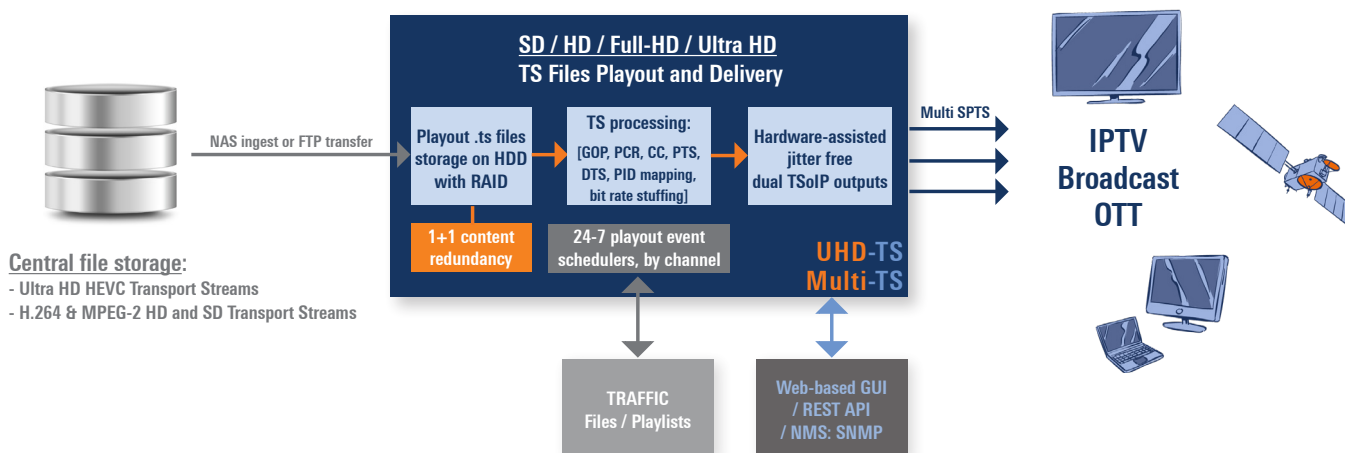 SD / HD / Full-HD / Ultra HD
TS Files Playout and Delivery
NAS ingest or FTP transfer
Playout .ts files
storage on HDD
with RAID
TS processing:
[GOP, PCR, CC, PTS,
DTS, PID mapping,
bit rate stuffing]
Hardware-assisted
jitter free
dual TSoIP outputs
Multi SPTS
IPTV
Broadcast
OTT
1+1 content
redundancy
24-7 playout event
schedulers, by channel
UHD-TS
Multi-TS
Central file storage:
- Ultra HD HEVC Transport Streams
- H.264 & MPEG-2 HD and SD Transport Streams
TRAFFIC
Files / Playlists
Web-based GUI
/ REST API
/ NMS: SNMP